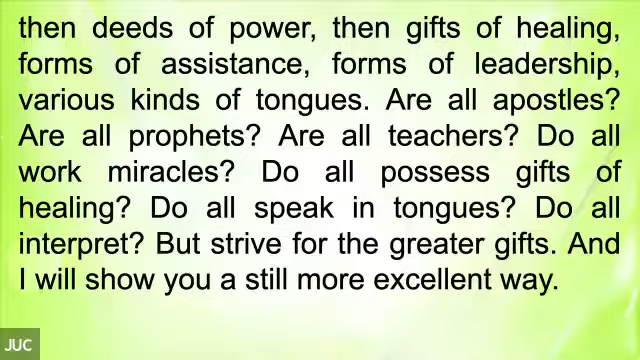 then deeds of power, then gifts of healing,
forms of assistance, forms of leadership,
various kinds of tongues. Are all apostles?
Are all prophets? Are all teachers? Do all
work miracles? Do all possess gifts of
healing? Do all speak in tongues? Do all
interpret? But strive for the greater gifts. And
I will show you a still more excellent way.
JUC